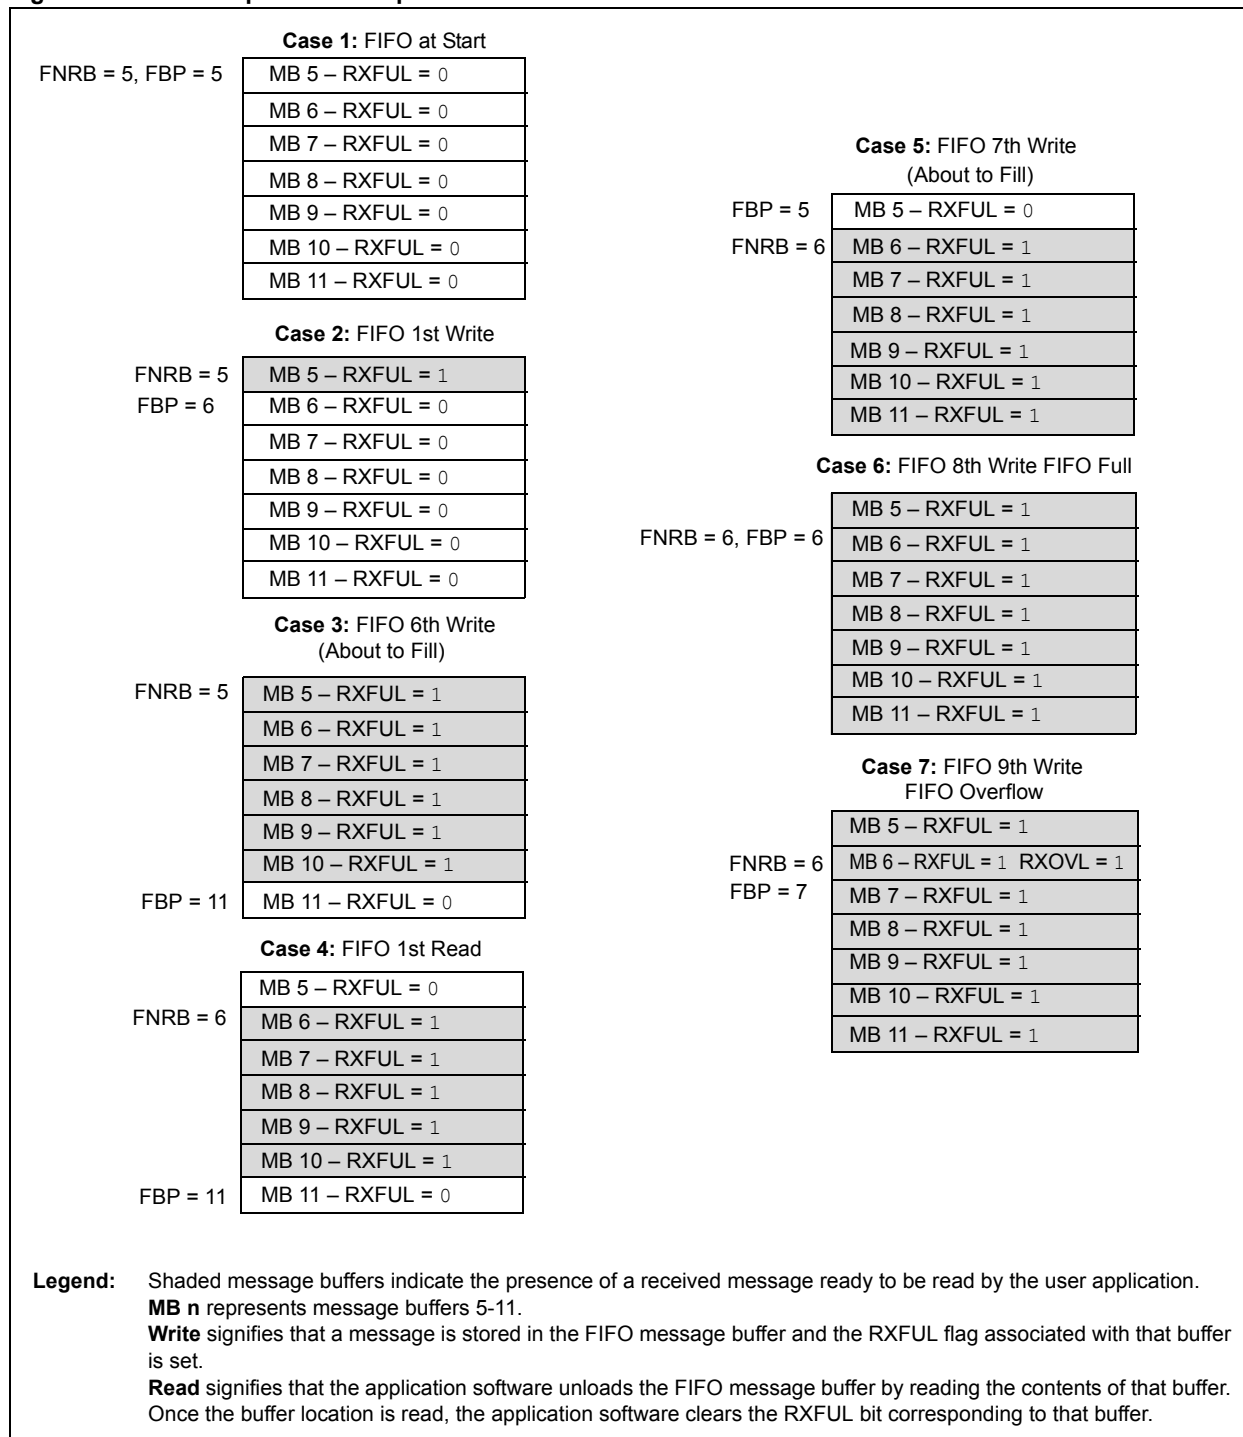 Case 1: FIFO at Start
FNRB = 5, FBP = 5
MB 5 – RXFUL = 0
MB 6 – RXFUL = 0
MB 7 – RXFUL = 0
MB 8 – RXFUL = 0
MB 9 – RXFUL = 0
MB 10 – RXFUL = 0
MB 11 – RXFUL = 0
Case 2: FIFO 1st Write
FNRB = 5 MB 5 – RXFUL = 1
FBP = 6 MB 6 – RXFUL = 0
MB 7 – RXFUL = 0
MB 8 – RXFUL = 0
MB 9 – RXFUL = 0
MB 10 – RXFUL = 0
MB 11 – RXFUL = 0
Case 3: FIFO 6th Write
(About to Fill)
FNRB = 5 MB 5 – RXFUL = 1
MB 6 – RXFUL = 1
MB 7 – RXFUL = 1
MB 8 – RXFUL = 1
MB 9 – RXFUL = 1
MB 10 – RXFUL = 1
FBP = 11 MB 11 – RXFUL = 0
Case 4: FIFO 1st Read
MB 5 – RXFUL = 0
FNRB = 6 MB 6 – RXFUL = 1
MB 7 – RXFUL = 1
MB 8 – RXFUL = 1
MB 9 – RXFUL = 1
MB 10 – RXFUL = 1
FBP = 11 MB 11 – RXFUL = 0
Case 5: FIFO 7th Write
(About to Fill)
FBP = 5 MB 5 – RXFUL = 0
FNRB = 6 MB 6 – RXFUL = 1
MB 7 – RXFUL = 1
MB 8 – RXFUL = 1
MB 9 – RXFUL = 1
MB 10 – RXFUL = 1
MB 11 – RXFUL = 1
Case 6: FIFO 8th Write FIFO Full
MB 5 – RXFUL = 1
FNRB = 6, FBP = 6 MB 6 – RXFUL = 1
MB 7 – RXFUL = 1
MB 8 – RXFUL = 1
MB 9 – RXFUL = 1
MB 10 – RXFUL = 1
MB 11 – RXFUL = 1
Case 7: FIFO 9th Write
FIFO Overflow
MB 5 – RXFUL = 1
FNRB = 6 MB 6 – RXFUL = 1 RXOVL = 1
FBP = 7 MB 7 – RXFUL = 1
MB 8 – RXFUL = 1
MB 9 – RXFUL = 1
MB 10 – RXFUL = 1
MB 11 – RXFUL = 1
Legend: Shaded message buffers indicate the presence of a received message ready to be read by the user application.
MB n represents message buffers 5-11.
Write signifies that a message is stored in the FIFO message buffer and the RXFUL flag associated with that buffer
is set.
Read signifies that the application software unloads the FIFO message buffer by reading the contents of that buffer.
Once the buffer location is read, the application software clears the RXFUL bit corresponding to that buffer.